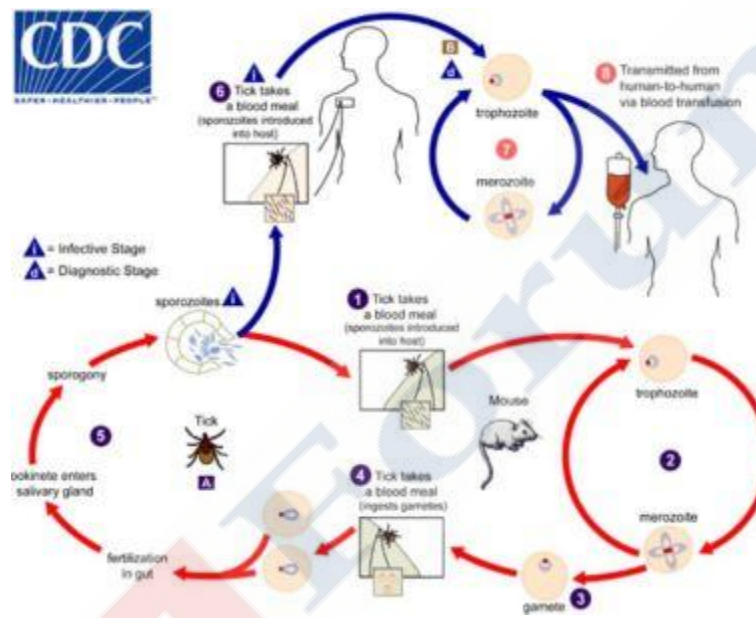 CDC
SAFER·HEALTHIER·PEOPLE™
i
6 Tick takes
a blood meal
(sporozoites introduced
into host)
B
d
trophozoite
8 Transmitted from
human-to-human
via blood transfusion
7
merozoite
i = Infective Stage
d = Diagnostic Stage
sporozoites
i
1 Tick takes
a blood meal
(sporozoites introduced
into host)
trophozoite
sporogony
Mouse
Tick
5
A
2
ookinete enters
salivary gland
4 Tick takes
a blood meal
(ingests gametes)
merozoite
fertilization
in gut
gamete 3